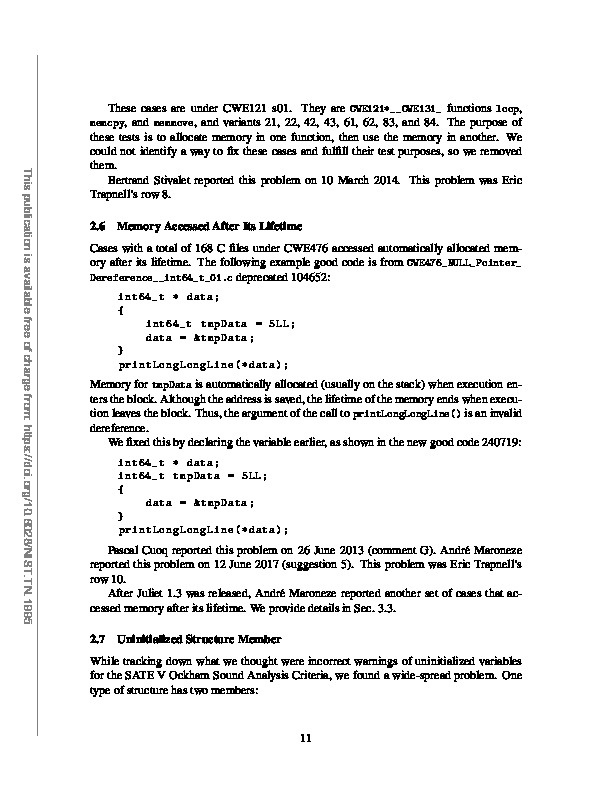 These cases are under CWE121 s01. They are CWE121*__CWE131_ functions loop,
memcpy, and memmove, and variants 21, 22, 42, 43, 61, 62, 83, and 84. The purpose of
these tests is to allocate memory in one function, then use the memory in another. We
could not identify a way to fix these cases and fulfill their test purposes, so we removed
them.
Bertrand Stivalet reported this problem on 10 March 2014. This problem was Eric
Trapnell's row 8.
2.6 Memory Accessed After Its Lifetime
Cases with a total of 168 C files under CWE476 accessed automatically allocated mem-
ory after its lifetime. The following example good code is from CWE476_NULL_Pointer_
Dereference__int64_t_01.c deprecated 104652:
int64_t * data;
{
int64_t tmpData = 5LL;
data = &tmpData;
}
printLongLongLine(*data);
Memory for tmpData is automatically allocated (usually on the stack) when execution en-
ters the block. Although the address is saved, the lifetime of the memory ends when execu-
tion leaves the block. Thus, the argument of the call to printLongLongLine() is an invalid
dereference.
We fixed this by declaring the variable earlier, as shown in the new good code 240719:
int64_t * data;
int64_t tmpData = 5LL;
{
data = &tmpData;
}
printLongLongLine(*data);
Pascal Cuoq reported this problem on 26 June 2013 (comment G). André Maroneze
reported this problem on 12 June 2017 (suggestion 5). This problem was Eric Trapnell's
row 10.
After Juliet 1.3 was released, André Maroneze reported another set of cases that ac-
cessed memory after its lifetime. We provide details in Sec. 3.3.
2.7 Uninitialized Structure Member
While tracking down what we thought were incorrect warnings of uninitialized variables
for the SATE V Ockham Sound Analysis Criteria, we found a wide-spread problem. One
type of structure has two members:
11
This publication is available free of charge from: https://doi.org/10.6028/NIST.TN.1995